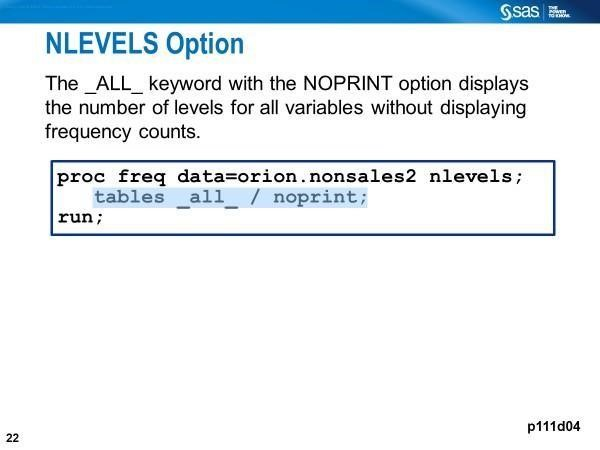 sas THE
POWER
TO KNOW.
NLEVELS Option
The _ALL_ keyword with the NOPRINT option displays
the number of levels for all variables without displaying
frequency counts.
proc freq data=orion.nonsales2 nlevels;
tables _all_ / noprint;
run;
22
p111d04